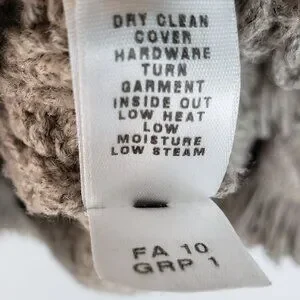 DRY CLEAN
COVER
HARDWARE
TURN
GARMENT
INSIDE OUT
LOW HEAT
LOW
MOISTURE
LOW STEAM
FA 10
GRP 1